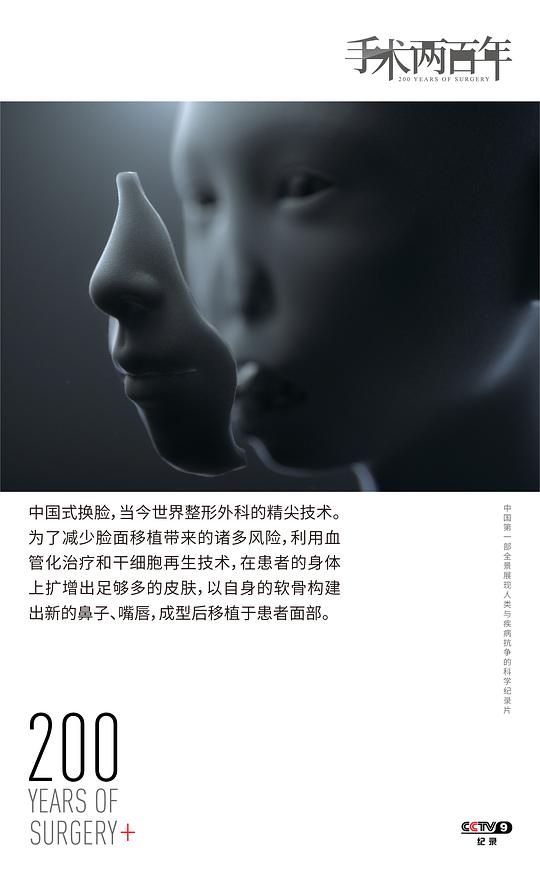 手术两百年
200 YEARS OF SURGERY
中国式换脸，当今世界整形外科的精尖技术。
为了减少脸面移植带来的诸多风险，利用血
管化治疗和干细胞再生技术，在患者的身体
上扩增出足够多的皮肤，以自身的软骨构建
出新的鼻子、嘴唇，成型后移植于患者面部。
中国第一部全景展现人类与疾病抗争的科学纪录片
200
YEARS OF
SURGERY+
CCTV 9
纪录